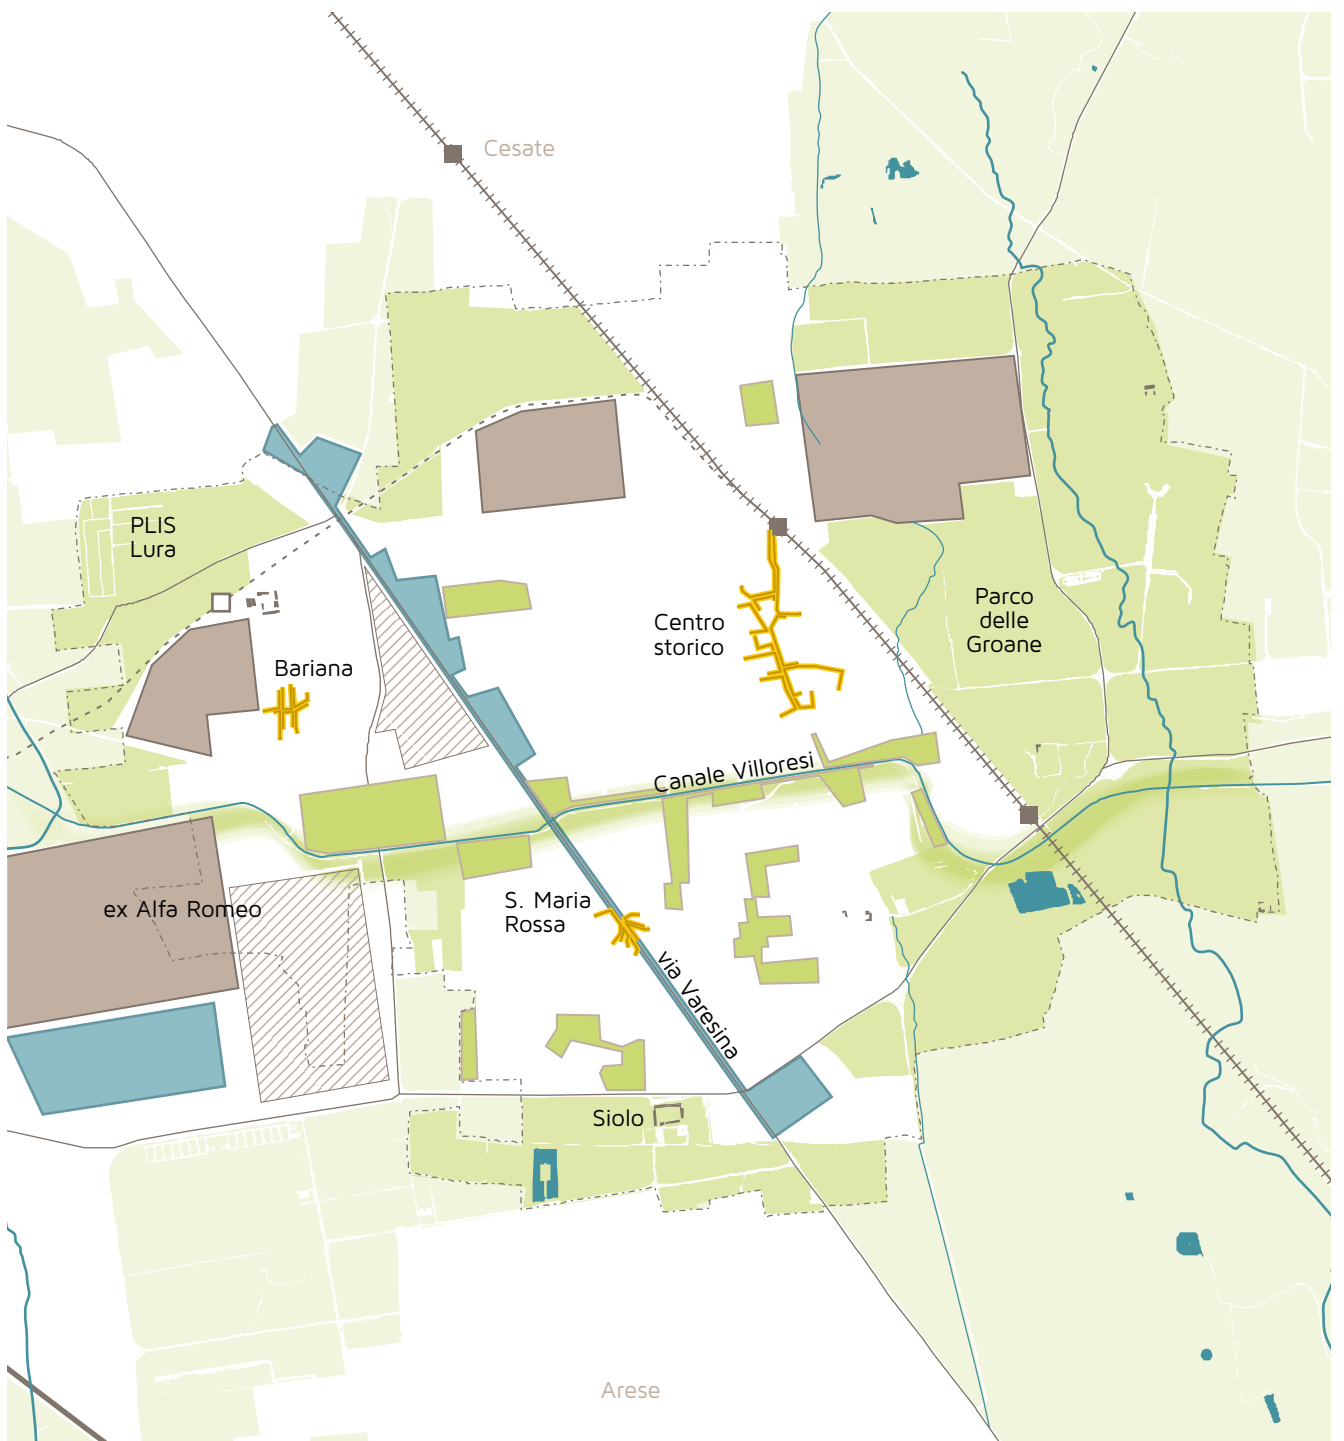 Cesate
PLIS
Lura
Parco
delle
Groane
Centro
storico
Bariana
Canale Villoresi
S. Maria
Rossa
ex Alfa Romeo
via Varesina
Siolo
Arese